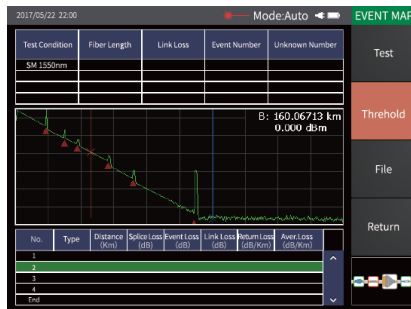 2017/05/22 22:00
Mode:Auto
EVENT MAP
Test Condition Fiber Length Link Loss Event Number Unknown Number
SM 1550nm
Test
B: 160.06713 km
0.000 dBm
Threhold
File
No. Type Distance (Km) Splice Loss (dB) Event Loss (dB) Link Loss (dB) Return Loss (dB/Km) Aver.Loss (dB/Km)
1
2
3
4
End
Return